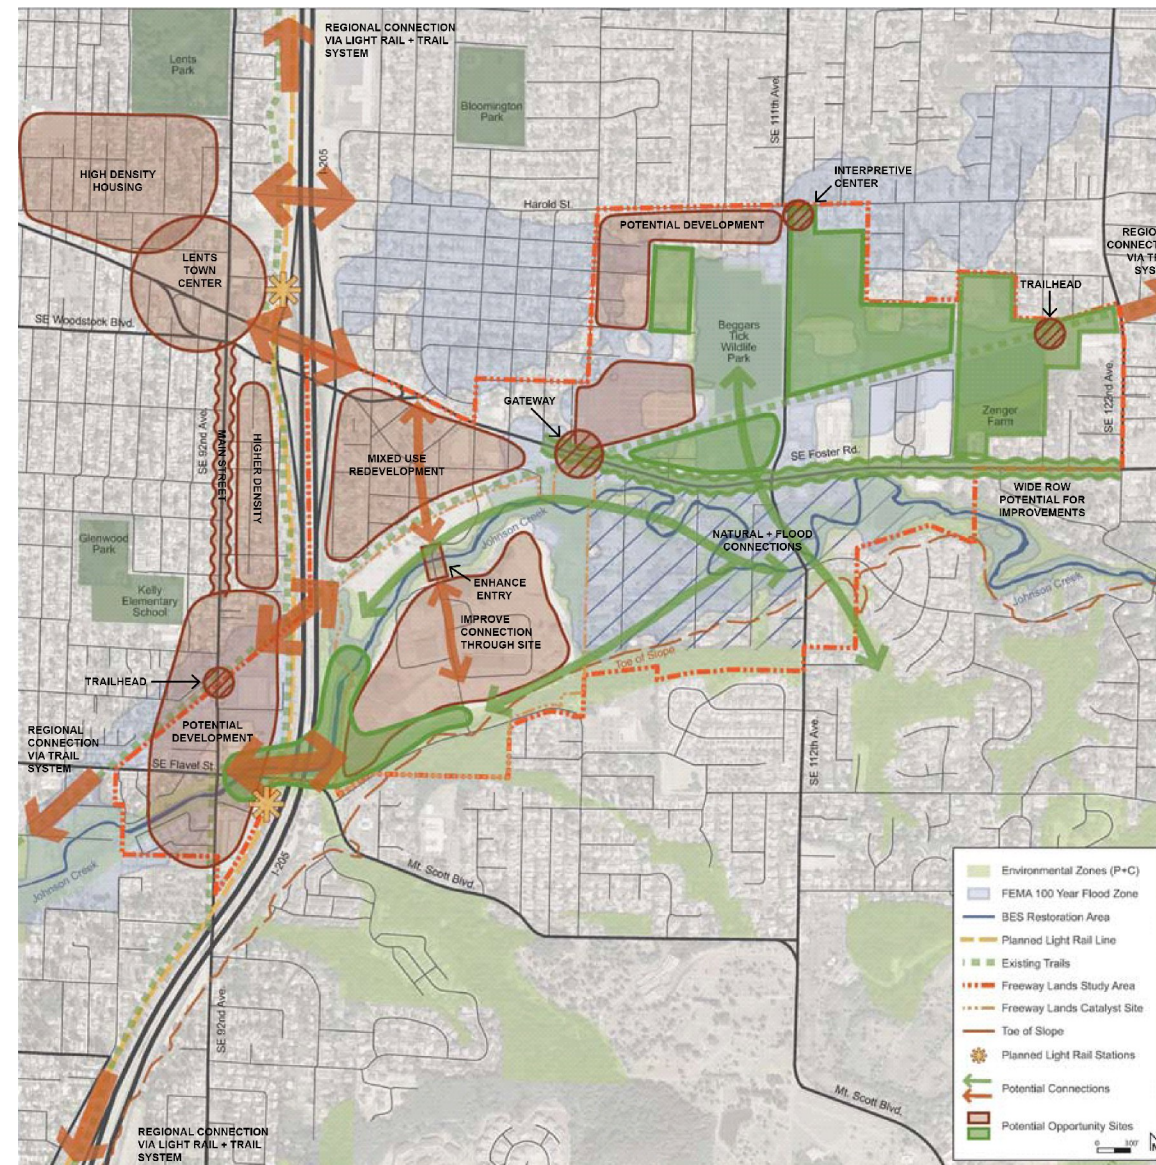 REGIONAL CONNECTION
VIA LIGHT RAIL + TRAIL
SYSTEM
Lents
Park
Bloomington
Park
SE 111th Ave.
I-205
HIGH DENSITY
HOUSING
INTERPRETIVE
CENTER
Harold St.
POTENTIAL DEVELOPMENT
LENTS
TOWN
CENTER
REGIO
CONNECT
VIA T
SYS
TRAILHEAD
SE Woodstock Blvd.
Beggars
Tick
Wildlife
Park
SE 122nd Ave.
GATEWAY
Zenger
Farm
SE 92nd Ave.
MAIN STREET
HIGHER DENSITY
MIXED USE
REDEVELOPMENT
SE Foster Rd.
WIDE ROW
POTENTIAL FOR
IMPROVEMENTS
Johnson Creek
NATURAL + FLOOD
CONNECTIONS
Glenwood
Park
Kelly
Elementary
School
ENHANCE
ENTRY
Johnson Creek
IMPROVE
CONNECTION
THROUGH SITE
Toe of Slope
TRAILHEAD
REGIONAL
CONNECTION
VIA TRAIL
SYSTEM
POTENTIAL
DEVELOPMENT
SE 112th Ave.
SE Flavel St.
I-205
Johnson Creek
Mt. Scott Blvd.
SE 92nd Ave.
Environmental Zones (P+C)
FEMA 100 Year Flood Zone
BES Restoration Area
Planned Light Rail Line
Existing Trails
Freeway Lands Study Area
Freeway Lands Catalyst Site
Toe of Slope
Planned Light Rail Stations
Potential Connections
Potential Opportunity Sites
0 300'
N
Mt. Scott Blvd.
REGIONAL CONNECTION
VIA LIGHT RAIL + TRAIL
SYSTEM